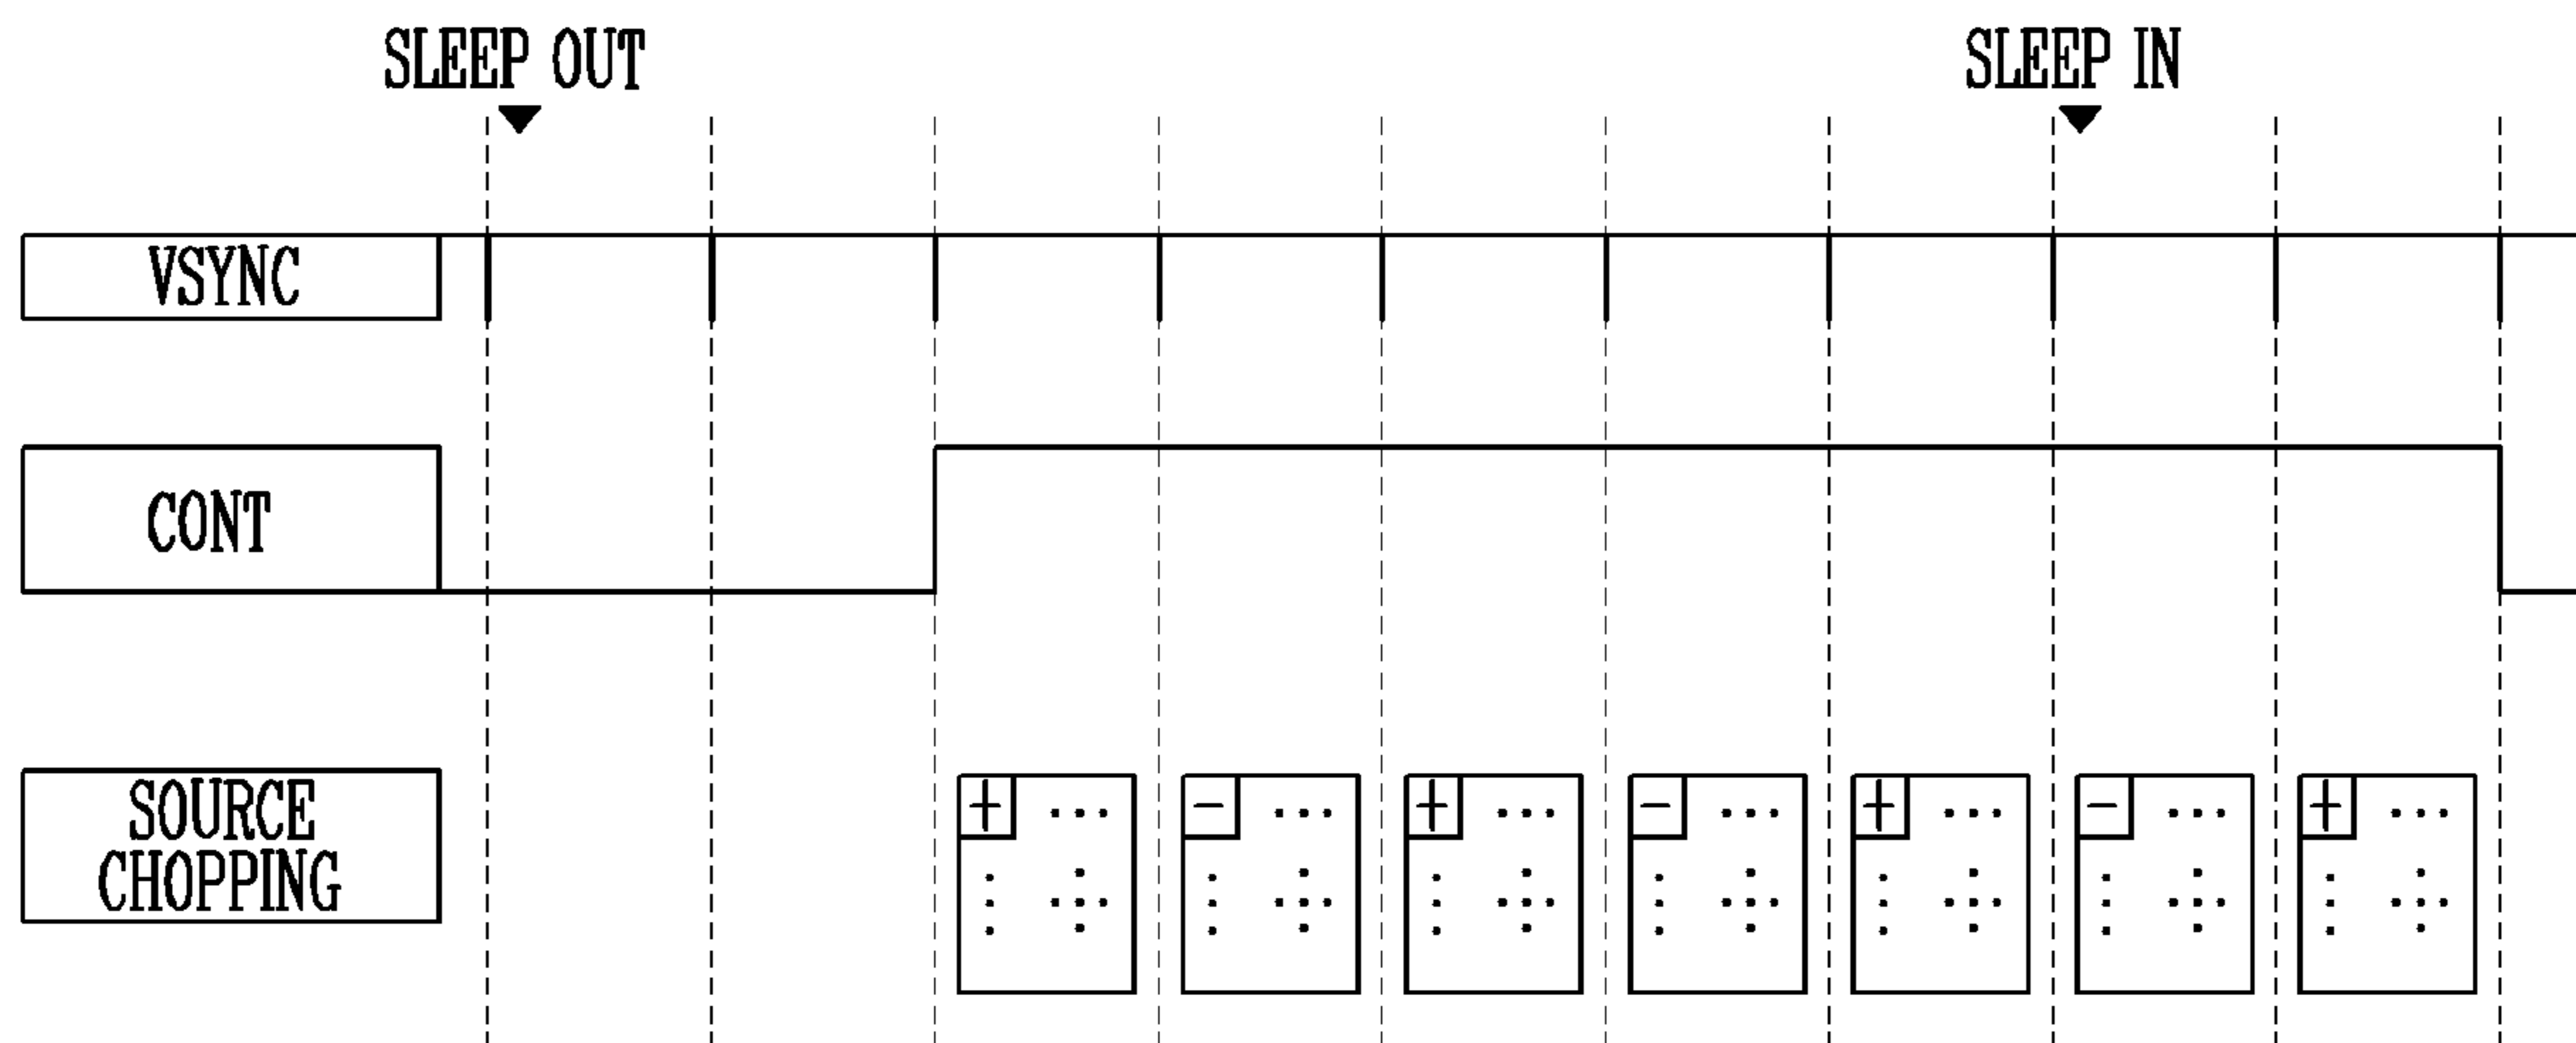 SLEEP OUT
SLEEP IN
VSYNC
CONT
SOURCE
CHOPPING
+ - + - + - +